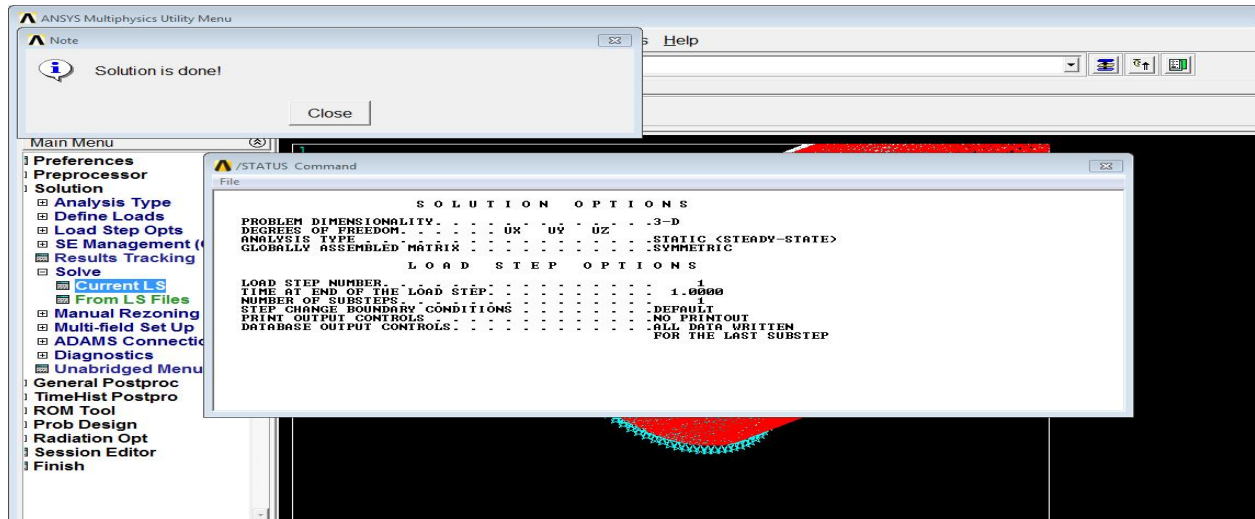 ANSYS Multiphysics Utility Menu
Note
s Help
Solution is done!
Close
Main Menu
1
Preferences
Preprocessor
Solution
Analysis Type
Define Loads
Load Step Opts
SE Management (
Results Tracking
Solve
Current LS
From LS Files
Manual Rezoning
Multi-field Set Up
ADAMS Connectio
Diagnostics
Unabridged Menu
General Postproc
TimeHist Postpro
ROM Tool
Prob Design
Radiation Opt
Session Editor
Finish
/STATUS Command
File
S O L U T I O N   O P T I O N S
PROBLEM DIMENSIONALITY. . . . . . . . . . . . .3-D
DEGREES OF FREEDOM. . . . . . UX   UY   UZ
ANALYSIS TYPE . . . . . . . . . . . . . . . . .STATIC (STEADY-STATE)
GLOBALLY ASSEMBLED MATRIX . . . . . . . . . . .SYMMETRIC
L O A D   S T E P   O P T I O N S
LOAD STEP NUMBER. . . . . . . . . . . . . . . .     1
TIME AT END OF THE LOAD STEP. . . . . . . . . .  1.0000
NUMBER OF SUBSTEPS. . . . . . . . . . . . . . .     1
STEP CHANGE BOUNDARY CONDITIONS . . . . . . . .DEFAULT
PRINT OUTPUT CONTROLS . . . . . . . . . . . . .NO PRINTOUT
DATABASE OUTPUT CONTROLS. . . . . . . . . . . .ALL DATA WRITTEN
FOR THE LAST SUBSTEP